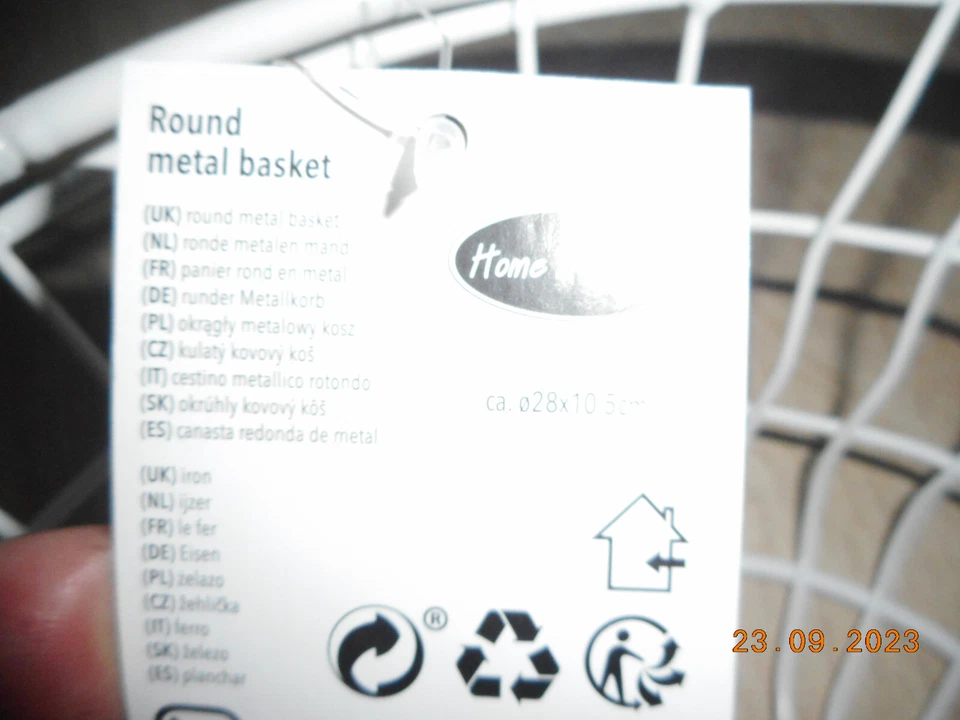 Round
metal basket
(UK) round metal basket
(NL) ronde metalen mand
(FR) panier rond en metal
(DE) runder Metallkorb
(PL) okrągły metalowy kosz
(CZ) kulatý kovový koš
(IT) cestino metallico rotondo
(SK) okrúhly kovový kôš
(ES) canasta redonda de metal
Home
ca. ø28x10.5cm
(UK) iron
(NL) ijzer
(FR) le fer
(DE) Eisen
(PL) żelazo
(CZ) žehlička
(IT) ferro
(SK) železo
(ES) planchar
®
23.09.2023